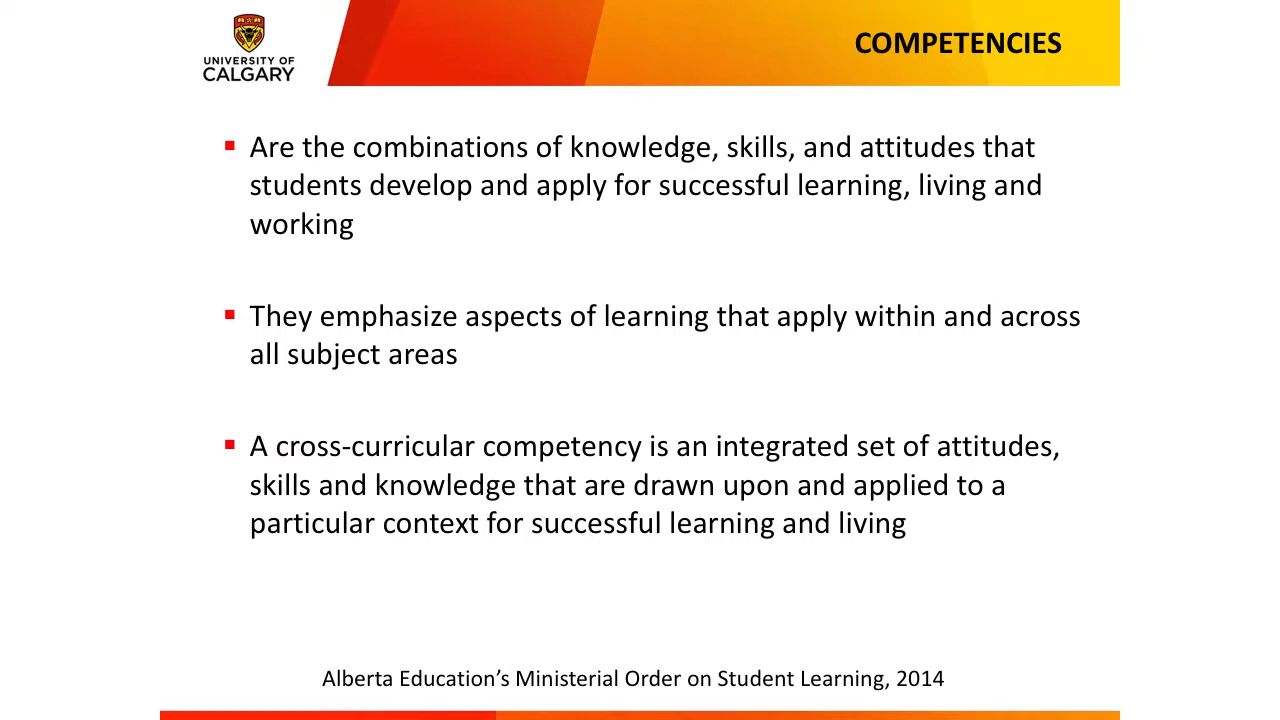 UNIVERSITY OF
CALGARY
COMPETENCIES
Are the combinations of knowledge, skills, and attitudes that
students develop and apply for successful learning, living and
working
They emphasize aspects of learning that apply within and across
all subject areas
A cross-curricular competency is an integrated set of attitudes,
skills and knowledge that are drawn upon and applied to a
particular context for successful learning and living
Alberta Education’s Ministerial Order on Student Learning, 2014